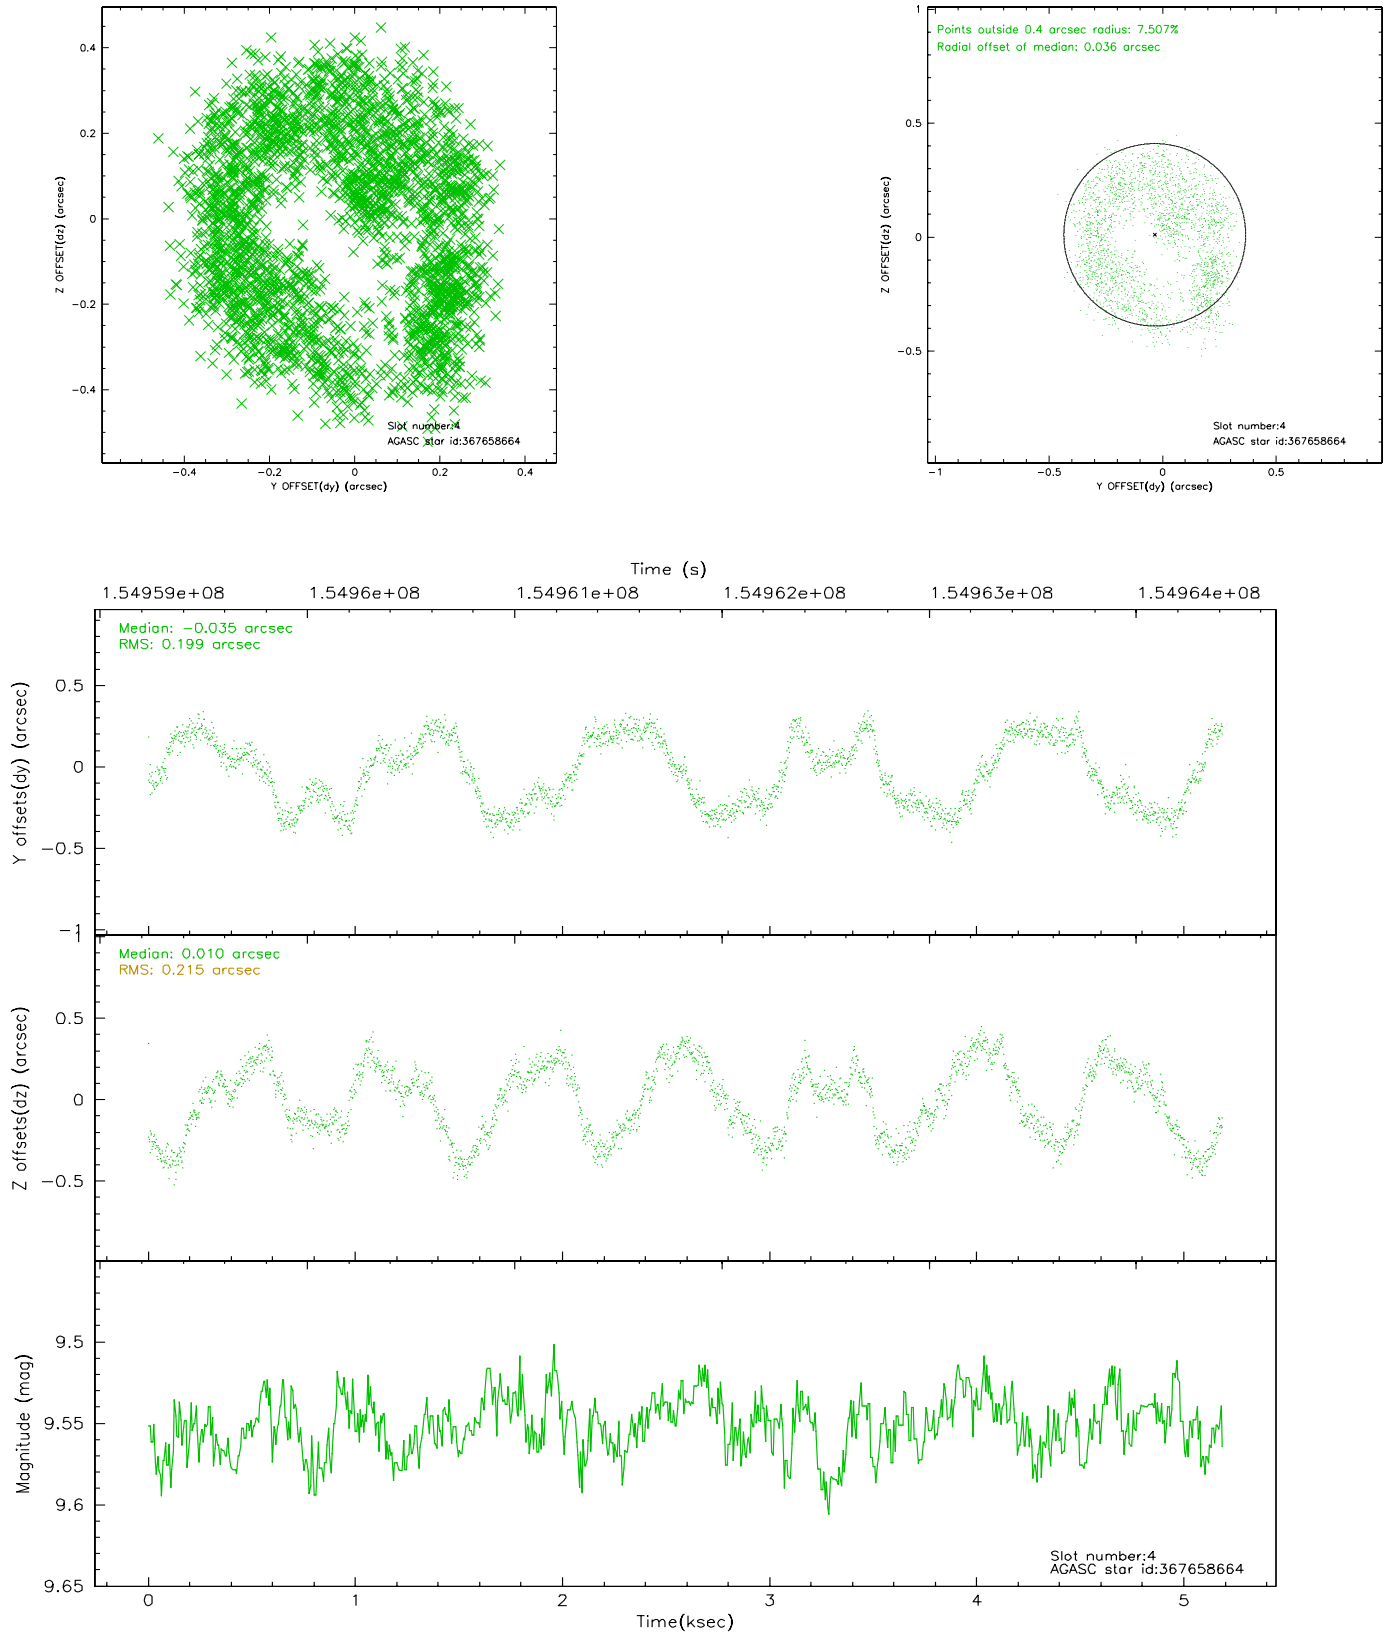 0.4
0.2
0
−0.2
−0.4
Z OFFSET(dz) (arcsec)
Slot number:4
AGASC star id:367658664
−0.4 −0.2 0 0.2 0.4
Y OFFSET(dy) (arcsec)
1
0.5
0
−0.5
Z OFFSET(dz) (arcsec)
Points outside 0.4 arcsec radius: 7.507%
Radial offset of median: 0.036 arcsec
Slot number:4
AGASC star id:367658664
−1 −0.5 0 0.5
Y OFFSET(dy) (arcsec)
Time (s)
1.54959e+08 1.5496e+08 1.54961e+08 1.54962e+08 1.54963e+08 1.54964e+08
Median: −0.035 arcsec
RMS: 0.199 arcsec
0.5
0
−0.5
−1
Y offsets(dy) (arcsec)
1
Median: 0.010 arcsec
RMS: 0.215 arcsec
0.5
0
−0.5
Z offsets(dz) (arcsec)
9.5
9.55
9.6
9.65
Magnitude (mag)
Slot number:4
AGASC star id:367658664
0 1 2 3 4 5
Time(ksec)